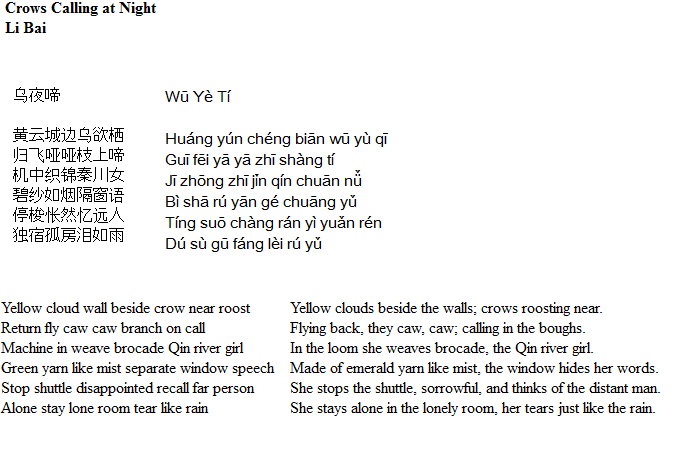 Crows Calling at Night
Li Bai
乌夜啼
Wū Yè Tí
黄云城边乌欲栖
归飞哑哑枝上啼
机中织锦秦川女
碧纱如烟隔窗语
停梭怅然忆远人
独宿孤房泪如雨
Huáng yún chéng biān wū yù qī
Guī fēi yā yā zhī shàng tí
Jī zhōng zhī jǐn qín chuān nǚ
Bì shā rú yān gé chuāng yǔ
Tíng suō chàng rán yì yuǎn rén
Dú sù gū fáng lèi rú yǔ
Yellow cloud wall beside crow near roost
Return fly caw caw branch on call
Machine in weave brocade Qin river girl
Green yarn like mist separate window speech
Stop shuttle disappointed recall far person
Alone stay lone room tear like rain
Yellow clouds beside the walls; crows roosting near.
Flying back, they caw, caw; calling in the boughs.
In the loom she weaves brocade, the Qin river girl.
Made of emerald yarn like mist, the window hides her words.
She stops the shuttle, sorrowful, and thinks of the distant man.
She stays alone in the lonely room, her tears just like the rain.